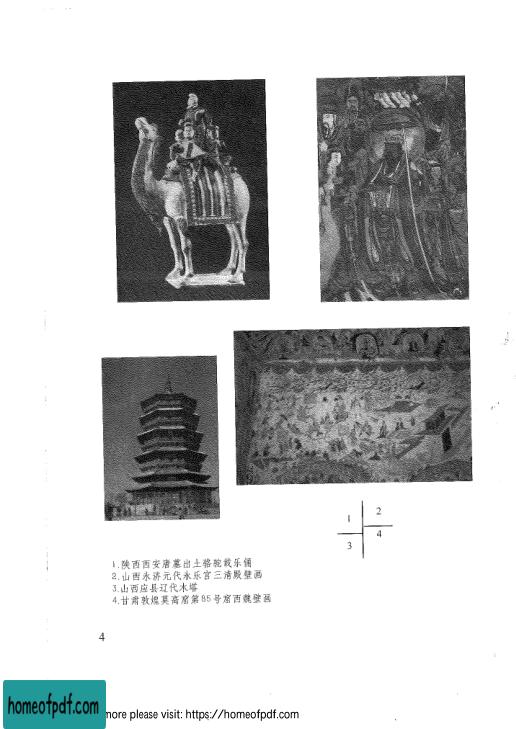 1 2
3 4
1.陕西西安唐墓出土骆驼载乐俑
2.山西永济元代永乐宫三清殿壁画
3.山西应县辽代木塔
4.甘肃敦煌莫高窟第85号窟西魏壁画
4
homeofpdf.com
more please visit: https://homeofpdf.com